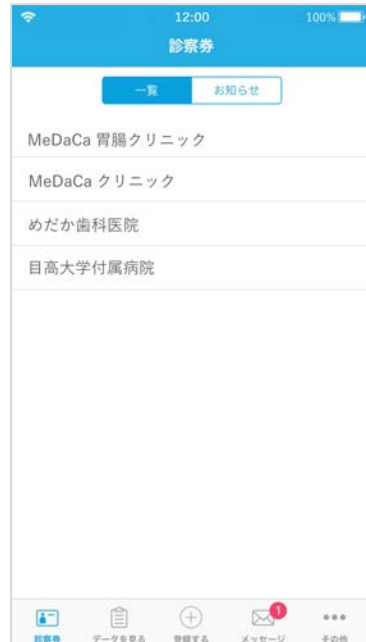 12:00
100%
診察券
一覧
お知らせ
MeDaCa 胃腸クリニック
MeDaCa クリニック
めだか歯科医院
目高大学付属病院
1
診察券
データを見る
登録する
メッセージ
その他